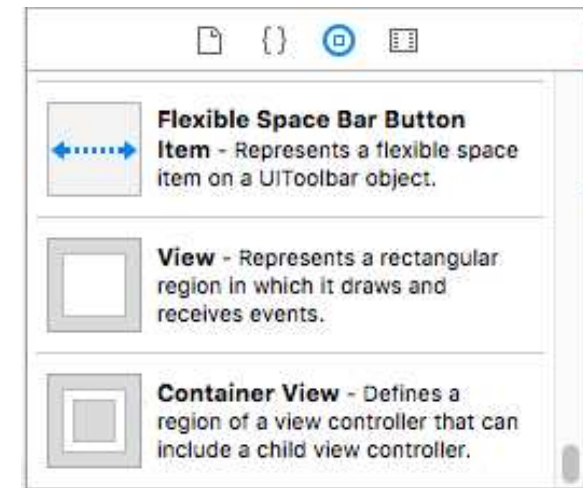 { }
Flexible Space Bar Button
Item - Represents a flexible space
item on a UIToolbar object.
View - Represents a rectangular
region in which it draws and
receives events.
Container View - Defines a
region of a view controller that can
include a child view controller.